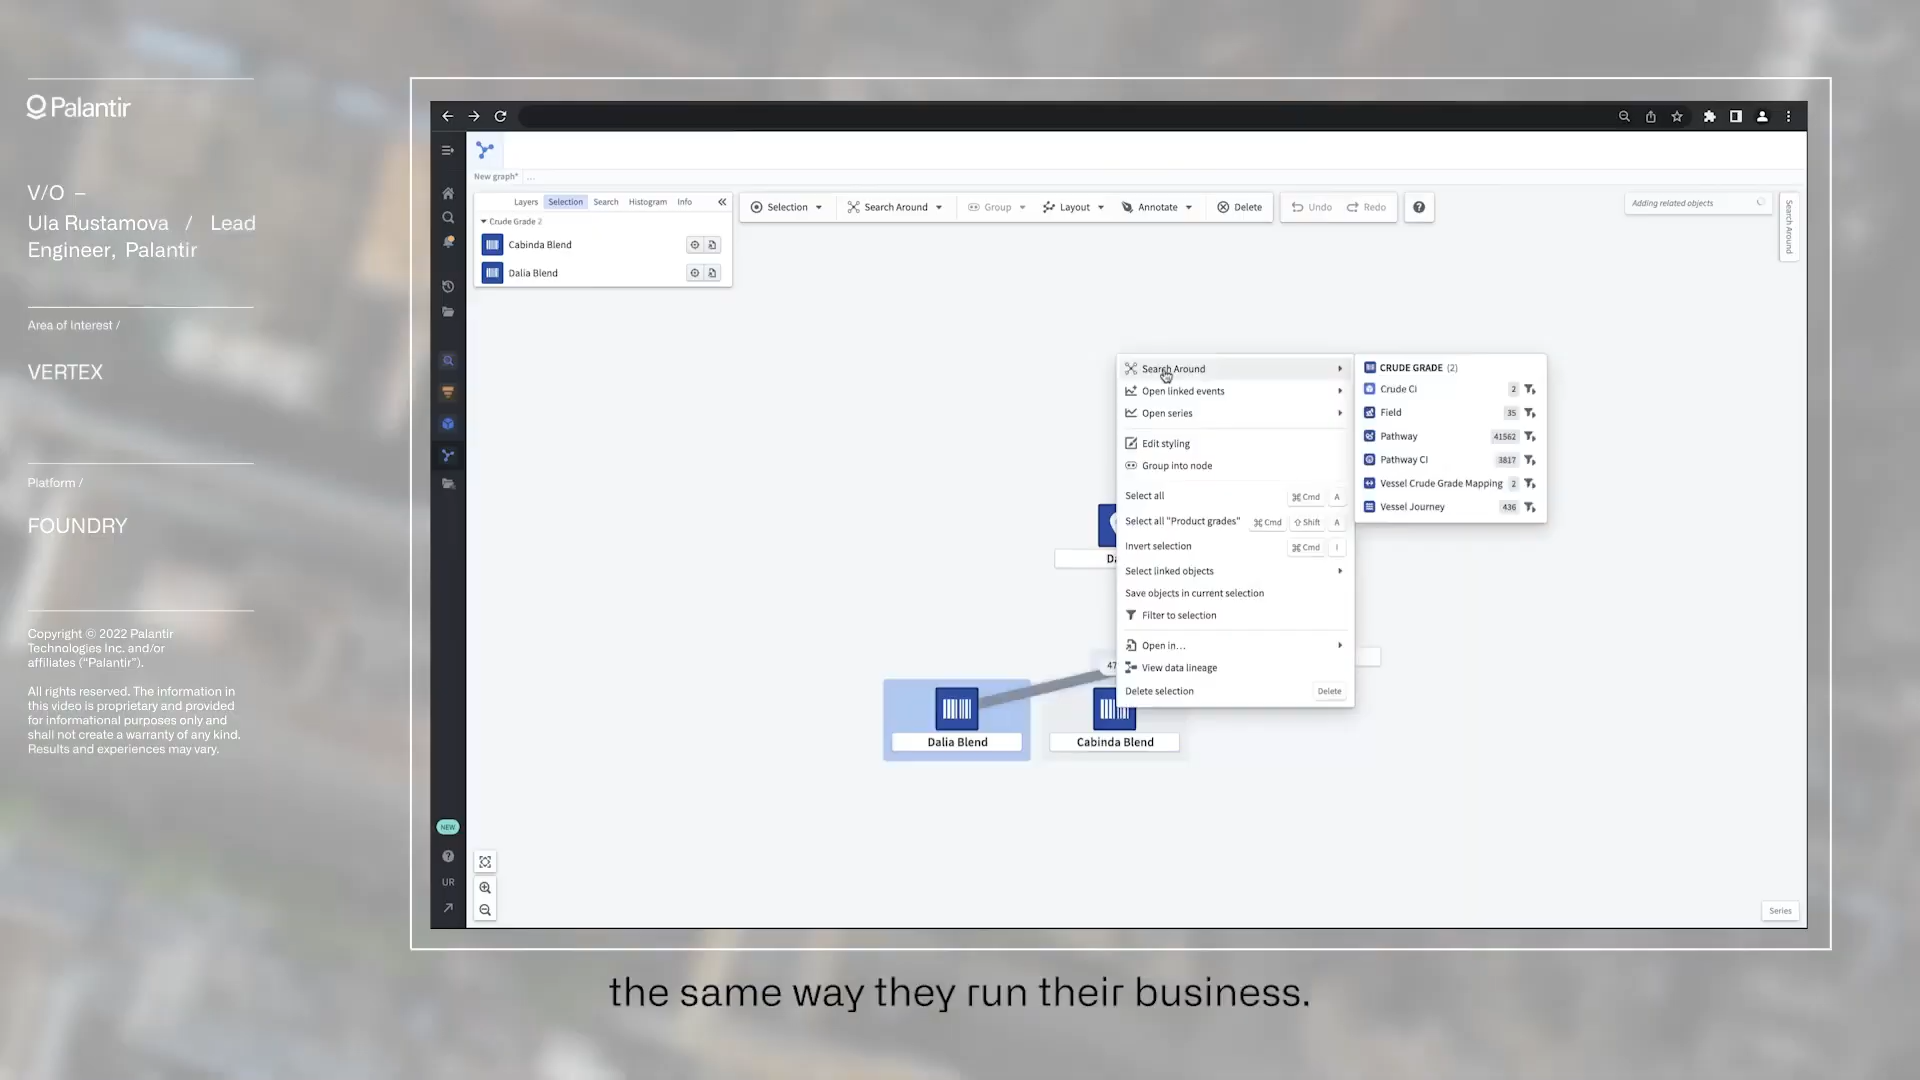 Palantir
V/O –
Ula Rustamova / Lead
Engineer, Palantir
Area of Interest /
VERTEX
Platform /
FOUNDRY
Copyright © 2022 Palantir
Technologies Inc. and/or
affiliates (“Palantir”).
All rights reserved. The information in
this video is proprietary and provided
for informational purposes only and
shall not create a warranty of any kind.
Results and experiences may vary.
New graph* ...
Layers Selection Search Histogram Info
Crude Grade 2
Cabinda Blend
Dalia Blend
Selection Search Around Group Layout Annotate Delete Undo Redo
Adding related objects
Search Around
Search Around
Open linked events
Open series
Edit styling
Group into node
Select all ⌘Cmd A
Select all "Product grades" ⌘Cmd ⇧Shift A
Invert selection ⌘Cmd I
Select linked objects
Save objects in current selection
Filter to selection
Open in...
View data lineage
Delete selection Delete
CRUDE GRADE (2)
Crude CI 2
Field 35
Pathway 41562
Pathway CI 3817
Vessel Crude Grade Mapping 2
Vessel Journey 436
Da
47
Dalia Blend
Cabinda Blend
NEW
UR
Series
the same way they run their business.